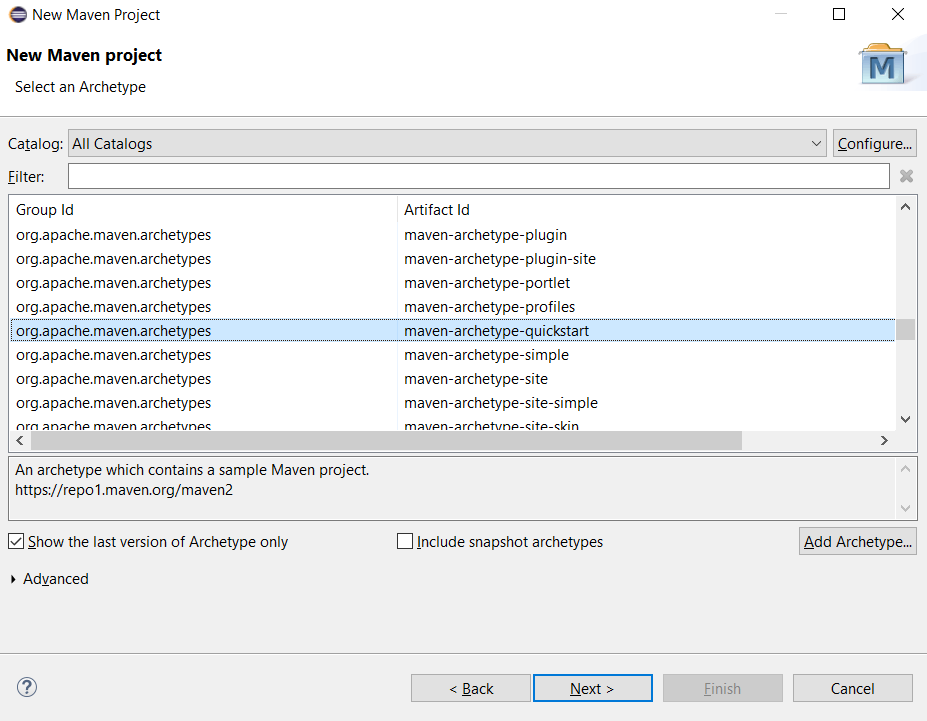 New Maven Project
New Maven project
Select an Archetype
M
Catalog: All Catalogs Configure...
Filter:
Group Id Artifact Id
org.apache.maven.archetypes maven-archetype-plugin
org.apache.maven.archetypes maven-archetype-plugin-site
org.apache.maven.archetypes maven-archetype-portlet
org.apache.maven.archetypes maven-archetype-profiles
org.apache.maven.archetypes maven-archetype-quickstart
org.apache.maven.archetypes maven-archetype-simple
org.apache.maven.archetypes maven-archetype-site
org.apache.maven.archetypes maven-archetype-site-simple
org.apache.maven.archetypes maven-archetype-site-skin
An archetype which contains a sample Maven project.
https://repo1.maven.org/maven2
Show the last version of Archetype only Include snapshot archetypes Add Archetype...
Advanced
? < Back Next > Finish Cancel